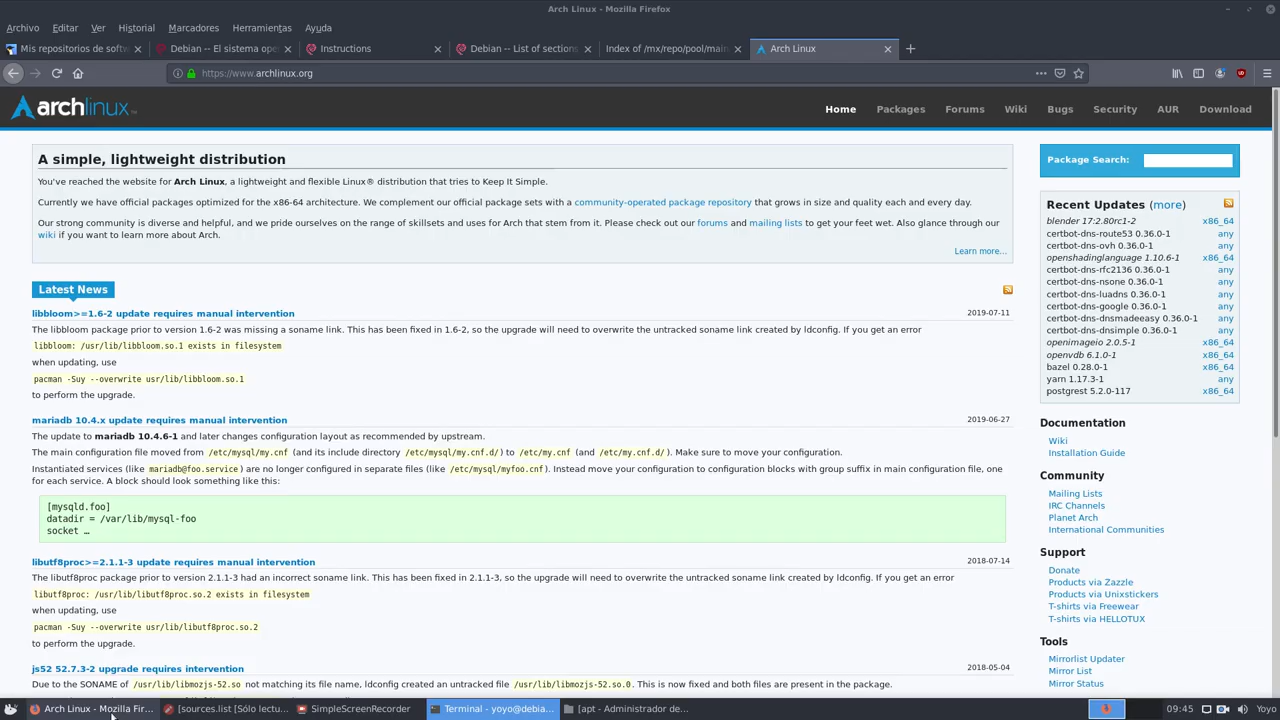 Arch Linux - Mozilla Firefox
Archivo Editar Ver Historial Marcadores Herramientas Ayuda
Mis repositorios de softw Debian -- El sistema ope Instructions Debian -- List of sections Index of /mx/repo/pool/main Arch Linux
https://www.archlinux.org
archlinux
Home Packages Forums Wiki Bugs Security AUR Download
A simple, lightweight distribution
You've reached the website for Arch Linux, a lightweight and flexible Linux® distribution that tries to Keep It Simple.
Currently we have official packages optimized for the x86-64 architecture. We complement our official package sets with a community-operated package repository that grows in size and quality each and every day.
Our strong community is diverse and helpful, and we pride ourselves on the range of skillsets and uses for Arch that stem from it. Please check out our forums and mailing lists to get your feet wet. Also glance through our
wiki if you want to learn more about Arch.
Learn more...
Latest News
libbloom>=1.6-2 update requires manual intervention 2019-07-11
The libbloom package prior to version 1.6-2 was missing a soname link. This has been fixed in 1.6-2, so the upgrade will need to overwrite the untracked soname link created by ldconfig. If you get an error
libbloom: /usr/lib/libbloom.so.1 exists in filesystem
when updating, use
pacman -Suy --overwrite usr/lib/libbloom.so.1
to perform the upgrade.
mariadb 10.4.x update requires manual intervention 2019-06-27
The update to mariadb 10.4.6-1 and later changes configuration layout as recommended by upstream.
The main configuration file moved from /etc/mysql/my.cnf (and its include directory /etc/mysql/my.cnf.d/) to /etc/my.cnf (and /etc/my.cnf.d/). Make sure to move your configuration.
Instantiated services (like mariadb@foo.service) are no longer configured in separate files (like /etc/mysql/myfoo.cnf). Instead move your configuration to configuration blocks with group suffix in main configuration file, one
for each service. A block should look something like this:
[mysqld.foo]
datadir = /var/lib/mysql-foo
socket …
libutf8proc>=2.1.1-3 update requires manual intervention 2018-07-14
The libutf8proc package prior to version 2.1.1-3 had an incorrect soname link. This has been fixed in 2.1.1-3, so the upgrade will need to overwrite the untracked soname link created by ldconfig. If you get an error
libutf8proc: /usr/lib/libutf8proc.so.2 exists in filesystem
when updating, use
pacman -Suy --overwrite usr/lib/libutf8proc.so.2
to perform the upgrade.
js52 52.7.3-2 upgrade requires intervention 2018-05-04
Due to the SONAME of /usr/lib/libmozjs-52.so not matching its file name, ldconfig created an untracked file /usr/lib/libmozjs-52.so.0. This is now fixed and both files are present in the package.
Package Search:
Recent Updates (more)
blender 17:2.80rc1-2 x86_64
certbot-dns-route53 0.36.0-1 any
certbot-dns-ovh 0.36.0-1 any
openshadinglanguage 1.10.6-1 x86_64
certbot-dns-rfc2136 0.36.0-1 any
certbot-dns-nsone 0.36.0-1 any
certbot-dns-luadns 0.36.0-1 any
certbot-dns-google 0.36.0-1 any
certbot-dns-dnsmadeeasy 0.36.0-1 any
certbot-dns-dnsimple 0.36.0-1 any
openimageio 2.0.5-1 x86_64
openvdb 6.1.0-1 x86_64
bazel 0.28.0-1 x86_64
yarn 1.17.3-1 any
postgrest 5.2.0-117 x86_64
Documentation
Wiki
Installation Guide
Community
Mailing Lists
IRC Channels
Planet Arch
International Communities
Support
Donate
Products via Zazzle
Products via Unixstickers
T-shirts via Freewear
T-shirts via HELLOTUX
Tools
Mirrorlist Updater
Mirror List
Mirror Status
Arch Linux - Mozilla Fir... [sources.list [Sólo lectu... SimpleScreenRecorder Terminal - yoyo@debia... [apt - Administrador de... 09:45 Yoyo